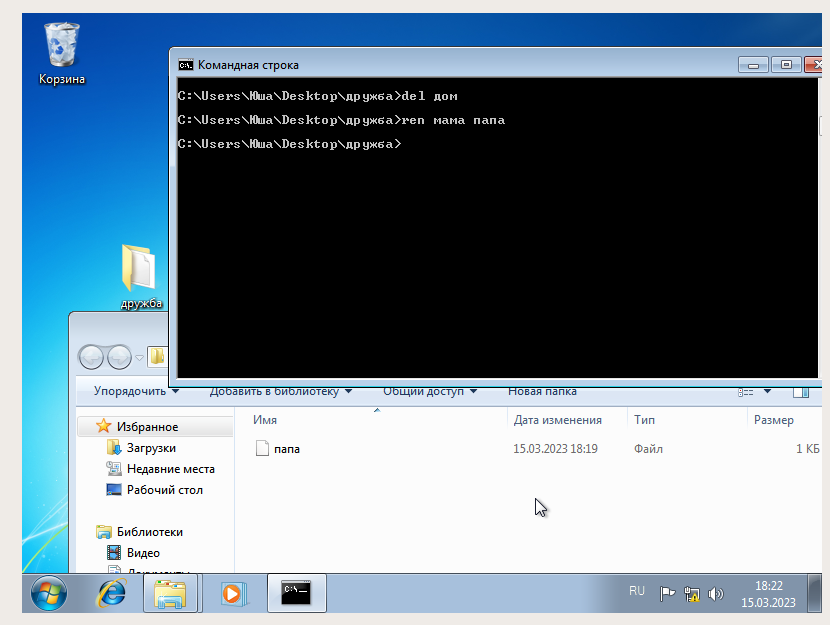 Корзина
Командная строка
C:\Users\Юша\Desktop\дружба>del дом
C:\Users\Юша\Desktop\дружба>ren мама папа
C:\Users\Юша\Desktop\дружба>
дружба
Упорядочить Добавить в библиотеку Общий доступ Новая папка
Имя Дата изменения Тип Размер
папа 15.03.2023 18:19 Файл 1 КБ
Избранное
Загрузки
Недавние места
Рабочий стол
Библиотеки
Видео
Документы
C:\_
RU
18:22
15.03.2023